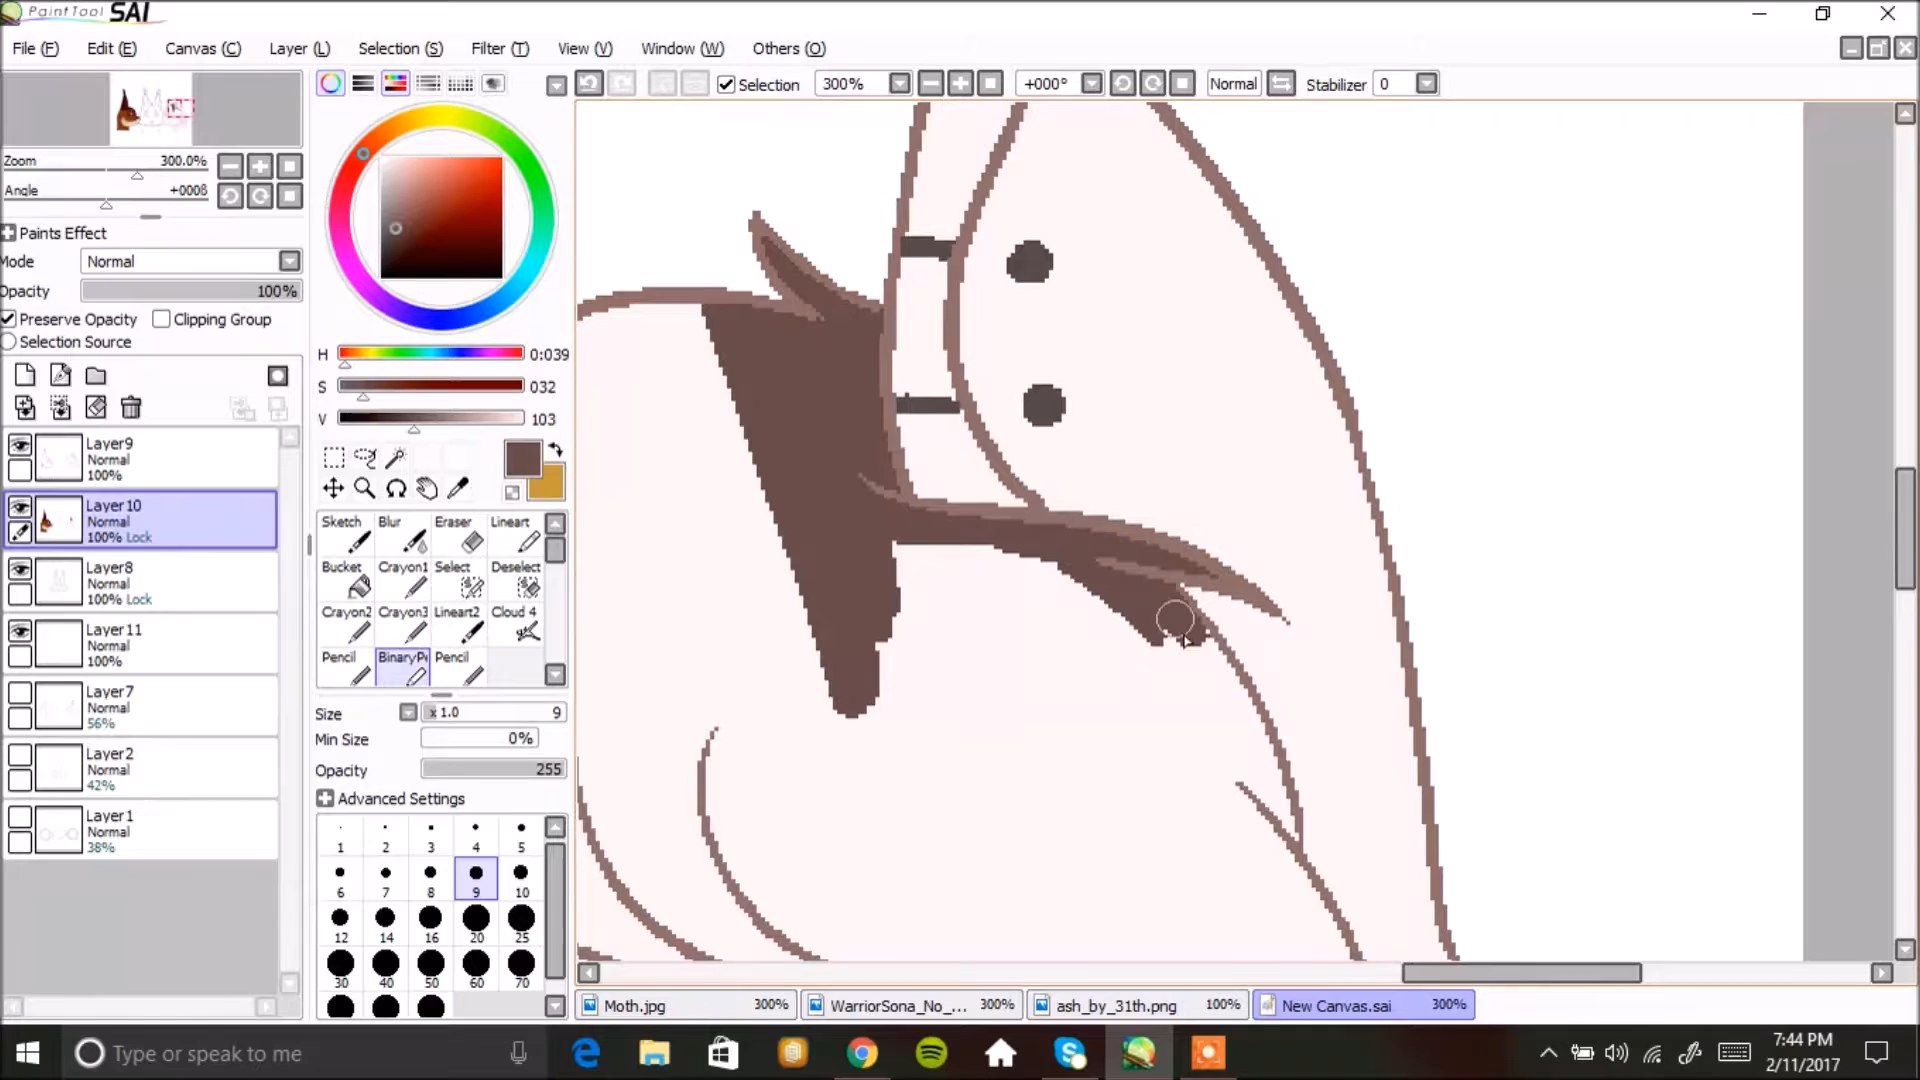 PaintTool SAI
File (F) Edit (E) Canvas (C) Layer (L) Selection (S) Filter (T) View (V) Window (W) Others (O)
Selection 300% +000° Normal Stabilizer 0
Zoom 300.0%
Angle +000ß
Paints Effect
Mode Normal
Opacity 100%
Preserve Opacity Clipping Group
Selection Source
H 0:039
S 032
V 103
Layer9
Normal
100%
Layer10
Normal
100% Lock
Layer8
Normal
100% Lock
Layer11
Normal
100%
Layer7
Normal
56%
Layer2
Normal
42%
Layer1
Normal
38%
Sketch Blur Eraser Lineart
Bucket Crayon1 Select Deselect
Crayon2 Crayon3 Lineart2 Cloud 4
Pencil BinaryPe Pencil
Size x 1.0 9
Min Size 0%
Opacity 255
Advanced Settings
1 2 3 4 5
6 7 8 9 10
12 14 16 20 25
30 40 50 60 70
Moth.jpg 300% WarriorSona_No_... 300% ash_by_31th.png 100% New Canvas.sai 300%
Type or speak to me
7:44 PM
2/11/2017